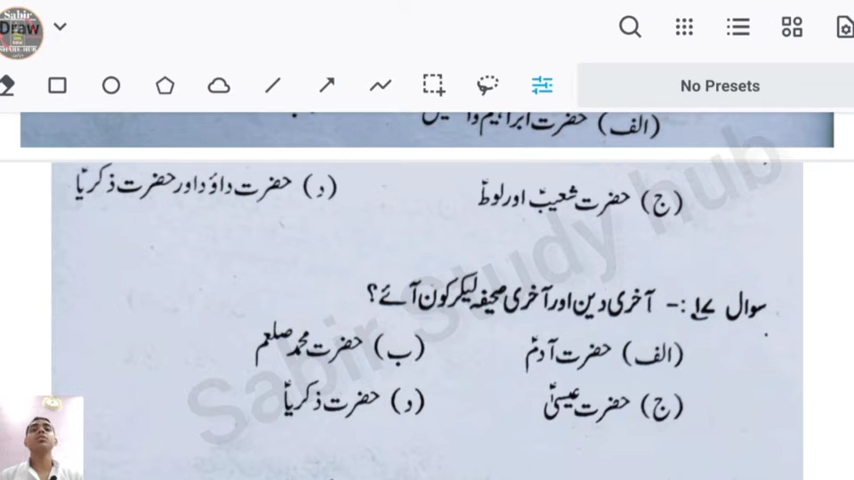 Sabir
Draw
No Presets
(الف) حضرت ابراہیم
(ج) حضرت شعیبؑ اور لوطؑ (د) حضرت داؤد اور حضرت ذکریاؑ
سوال ۱۷:- آخری دین اور آخری صحیفہ لیکر کون آئے؟
(الف) حضرت آدمؑ (ب) حضرت محمد صلعم
(ج) حضرت عیسیٰؑ (د) حضرت ذکریاؑ
Sabir Study hub